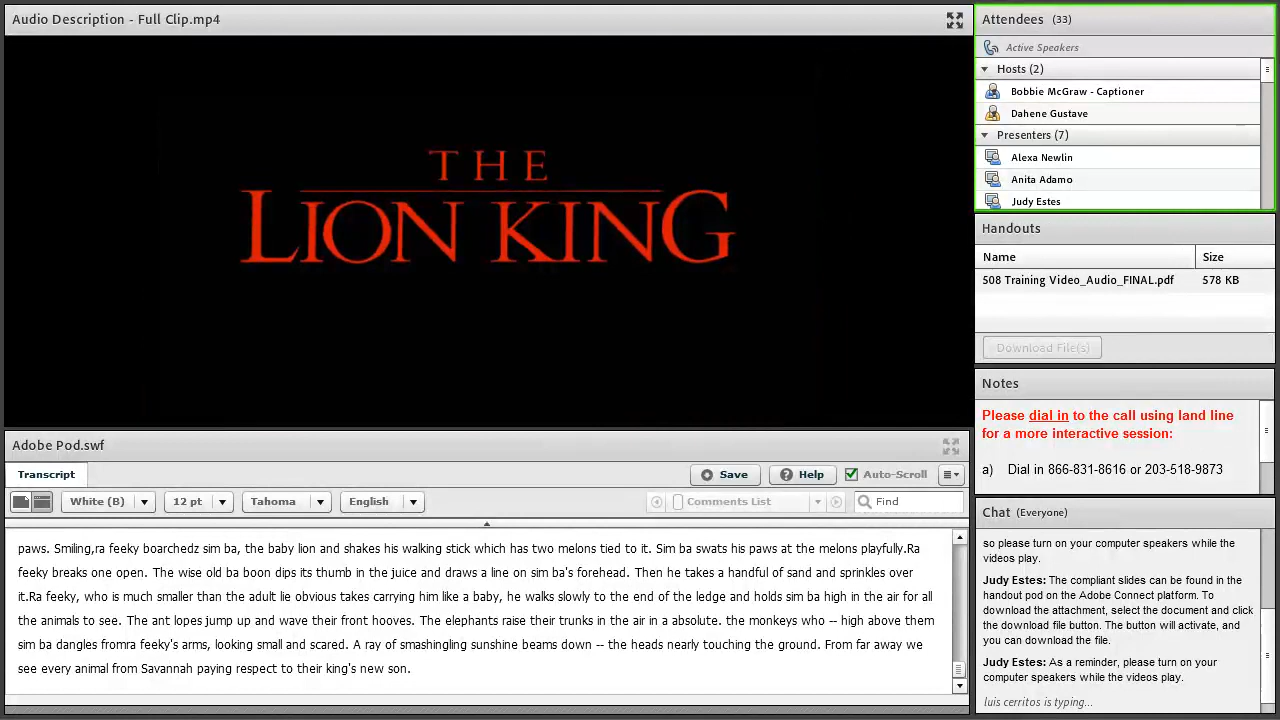 Audio Description - Full Clip.mp4
THE
LION KING
Adobe Pod.swf
Transcript
Save
Help
Auto-Scroll
White (B)
12 pt
Tahoma
English
Comments List
Find
paws. Smiling,ra feeky boarchedz sim ba, the baby lion and shakes his walking stick which has two melons tied to it. Sim ba swats his paws at the melons playfully.Ra
feeky breaks one open. The wise old ba boon dips its thumb in the juice and draws a line on sim ba's forehead. Then he takes a handful of sand and sprinkles over
it.Ra feeky, who is much smaller than the adult lie obvious takes carrying him like a baby, he walks slowly to the end of the ledge and holds sim ba high in the air for all
the animals to see. The ant lopes jump up and wave their front hooves. The elephants raise their trunks in the air in a absolute. the monkeys who -- high above them
sim ba dangles fromra feeky's arms, looking small and scared. A ray of smashingling sunshine beams down -- the heads nearly touching the ground. From far away we
see every animal from Savannah paying respect to their king's new son.
Attendees (33)
Active Speakers
Hosts (2)
Bobbie McGraw - Captioner
Dahene Gustave
Presenters (7)
Alexa Newlin
Anita Adamo
Judy Estes
Handouts
Name Size
508 Training Video_Audio_FINAL.pdf 578 KB
Download File(s)
Notes
Please dial in to the call using land line
for a more interactive session:
a) Dial in 866-831-8616 or 203-518-9873
Chat (Everyone)
so please turn on your computer speakers while the
videos play.
Judy Estes: The compliant slides can be found in the
handout pod on the Adobe Connect platform. To
download the attachment, select the document and click
the download file button. The button will activate, and
you can download the file.
Judy Estes: As a reminder, please turn on your
computer speakers while the videos play.
luis cerritos is typing...